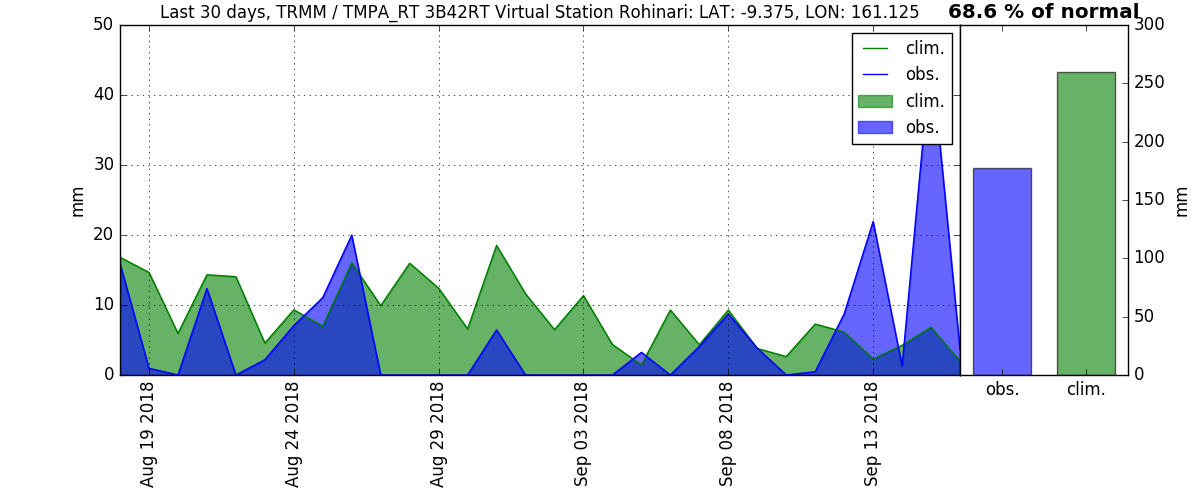 Last 30 days, TRMM / TMPA_RT 3B42RT Virtual Station Rohinari: LAT: -9.375, LON: 161.125
68.6 % of normal
50
40
30
20
10
0
mm
clim.
obs.
clim.
obs.
300
250
200
150
100
50
0
mm
obs.
clim.
Aug 19 2018
Aug 24 2018
Aug 29 2018
Sep 03 2018
Sep 08 2018
Sep 13 2018